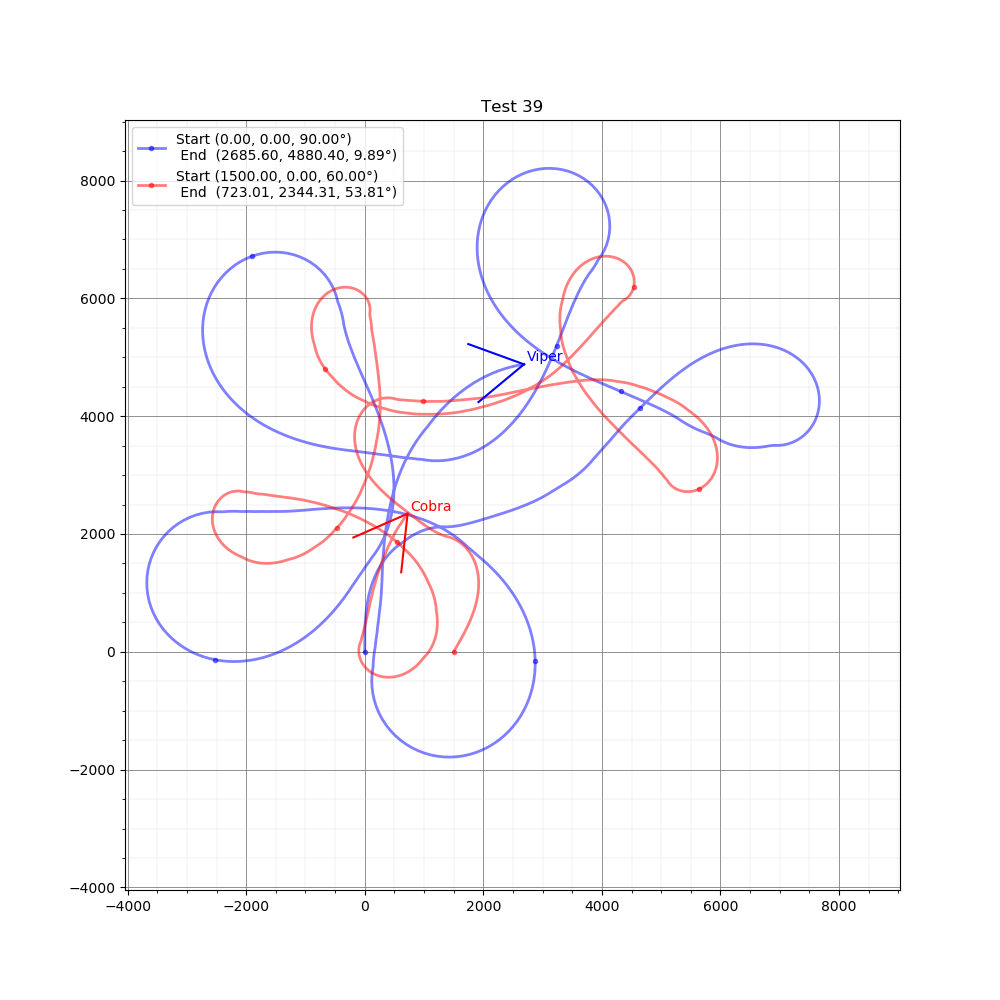 Test 39
Start (0.00, 0.00, 90.00°)
End (2685.60, 4880.40, 9.89°)
Start (1500.00, 0.00, 60.00°)
End (723.01, 2344.31, 53.81°)
8000
6000
4000
2000
0
−2000
−4000
Viper
Cobra
−4000 −2000 0 2000 4000 6000 8000